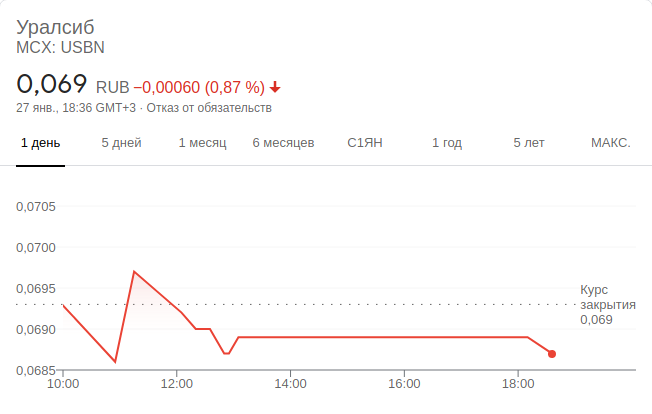 Уралсиб
MCX: USBN
0,069 RUB −0,00060 (0,87 %)
27 янв., 18:36 GMT+3 · Отказ от обязательств
1 день 5 дней 1 месяц 6 месяцев С1ЯН 1 год 5 лет МАКС.
0,0705
0,0700
0,0695
0,0690
0,0685
Курс
закрытия
0,069
10:00 12:00 14:00 16:00 18:00